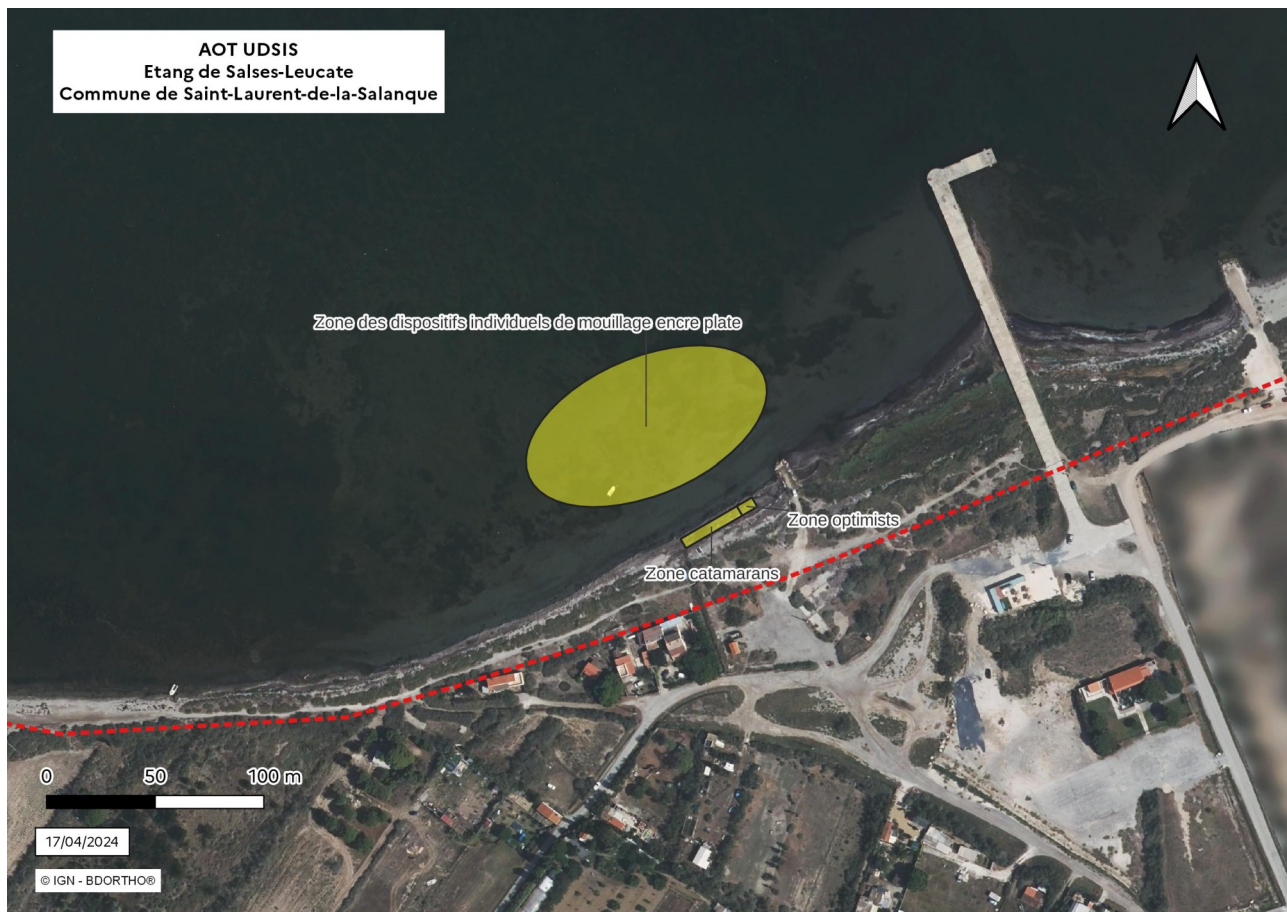 AOT UDSIS
Etang de Salses-Leucate
Commune de Saint-Laurent-de-la-Salanque
Zone des dispositifs individuels de mouillage encre plate
Zone optimists
Zone catamarans
0 50 100 m
17/04/2024
© IGN - BDORTHO®